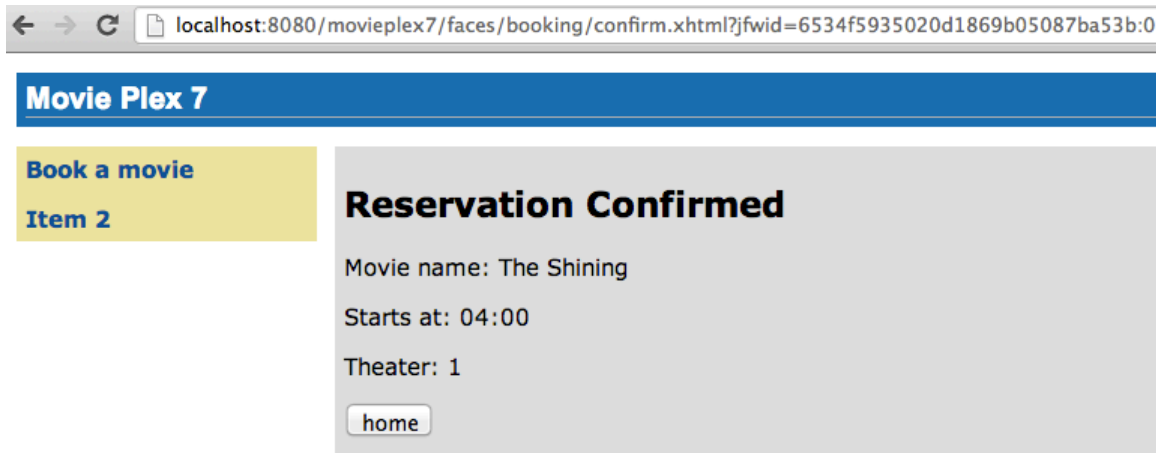 localhost:8080/movieplex7/faces/booking/confirm.xhtml?jfwid=6534f5935020d1869b05087ba53b:0
Movie Plex 7
Book a movie
Item 2
Reservation Confirmed
Movie name: The Shining
Starts at: 04:00
Theater: 1
home